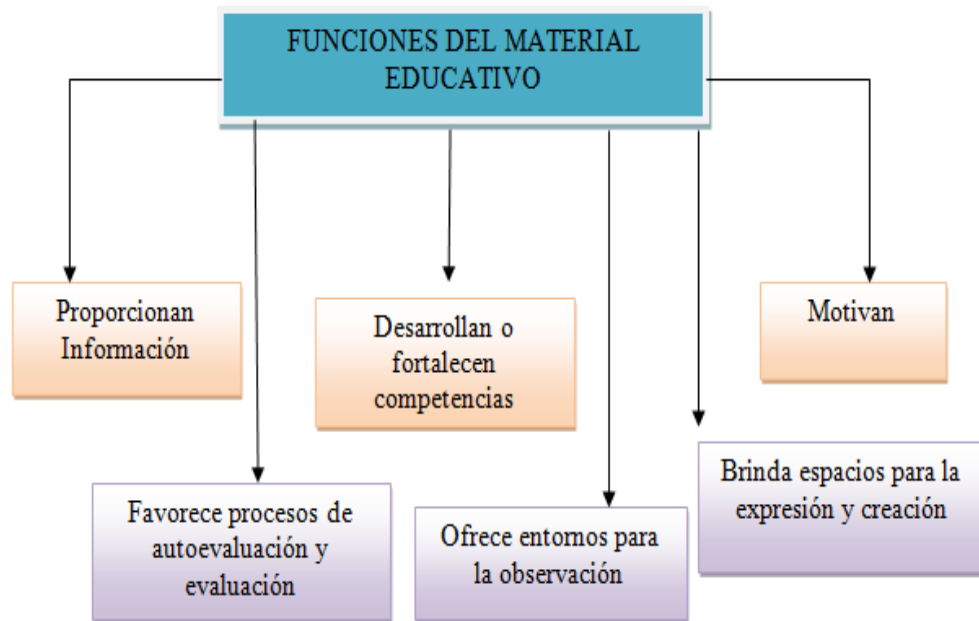 FUNCIONES DEL MATERIAL
EDUCATIVO
Proporcionan
Información
Desarrollan o
fortalecen
competencias
Motivan
Favorece procesos de
autoevaluación y
evaluación
Ofrece entornos para
la observación
Brinda espacios para la
expresión y creación